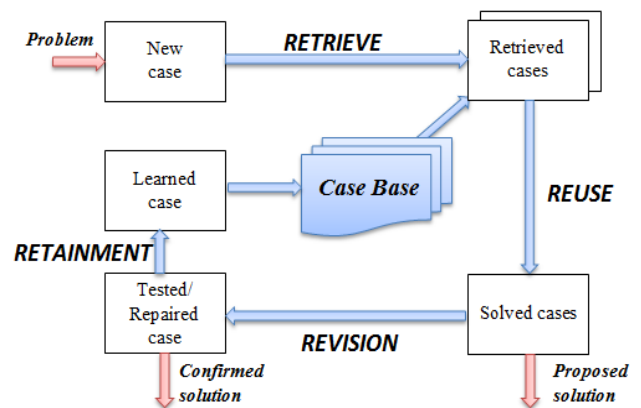 Problem
New
case
RETRIEVE
Retrieved
cases
Learned
case
Case Base
REUSE
RETAINMENT
Tested/
Repaired
case
REVISION
Solved cases
Confirmed
solution
Proposed
solution